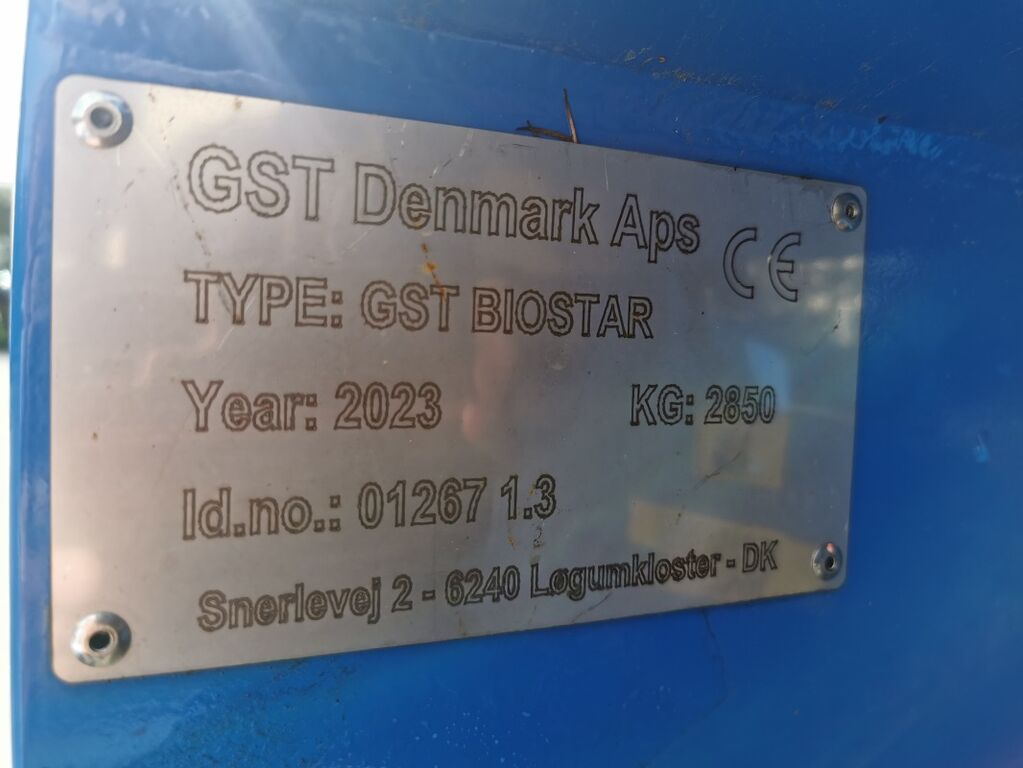 GST Denmark Aps CE
TYPE: GST BIOSTAR
Year: 2023 KG: 2850
Id.no.: 01267 1.3
Snerlevej 2 - 6240 Løgumkloster - DK